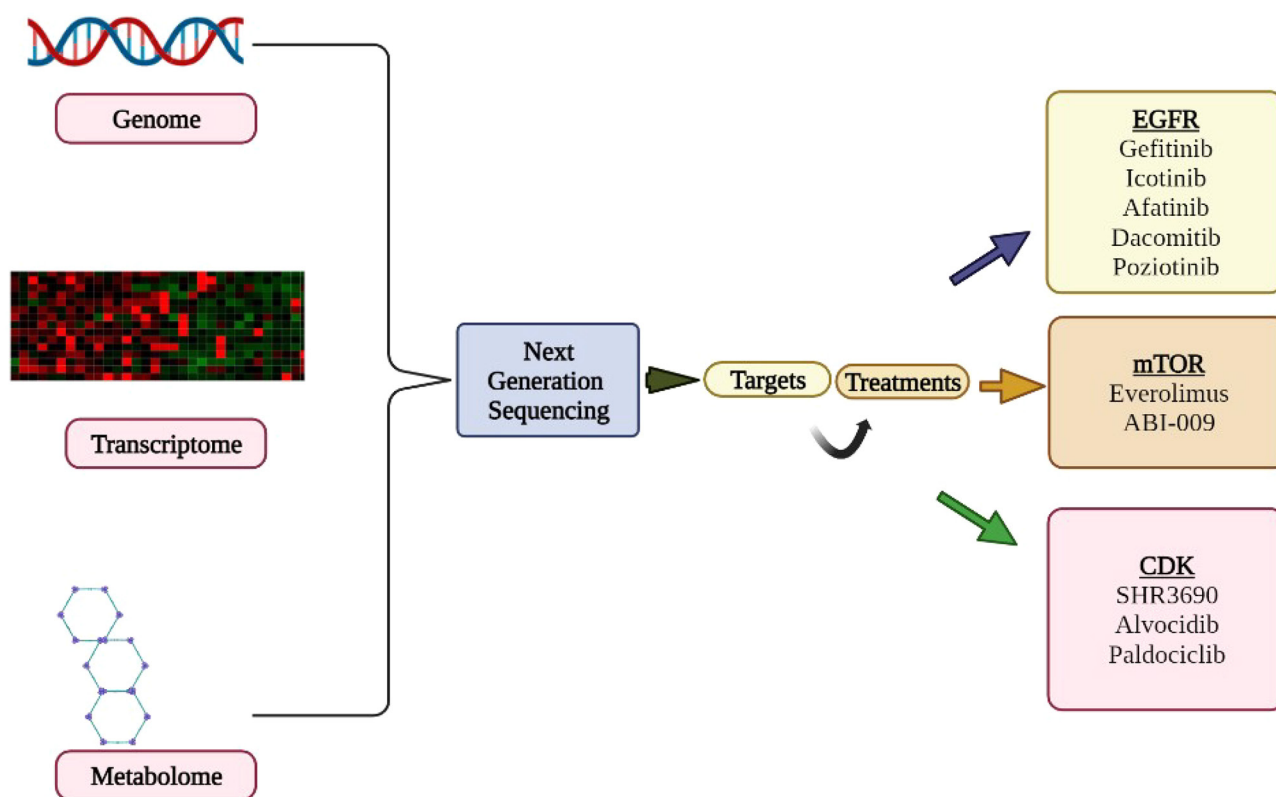 Genome
Transcriptome
Metabolome
Next
Generation
Sequencing
Targets
Treatments
EGFR
Gefitinib
Icotinib
Afatinib
Dacomitib
Poziotinib
mTOR
Everolimus
ABI-009
CDK
SHR3690
Alvocidib
Paldociclib